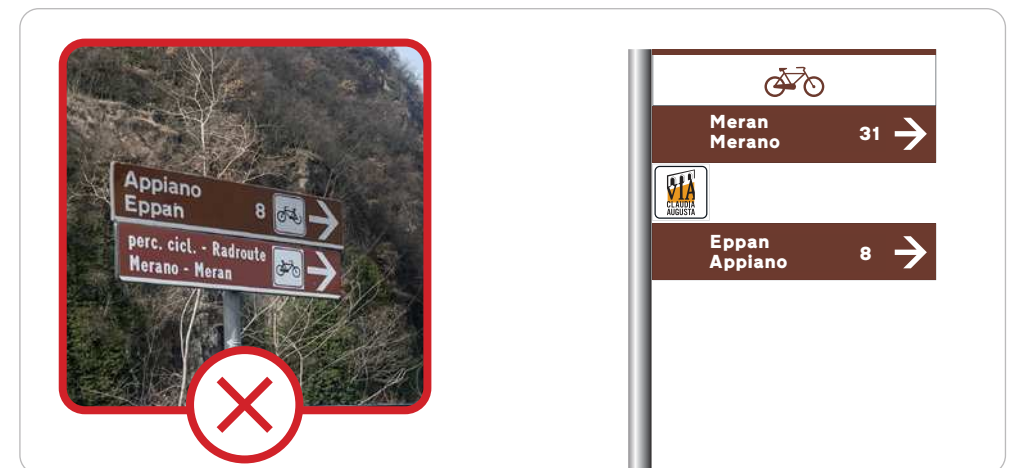 Appiano
Eppan 8
perc. cicl. - Radroute
Merano - Meran
Meran
Merano 31
VIA
CLAUDIA
AUGUSTA
Eppan
Appiano 8